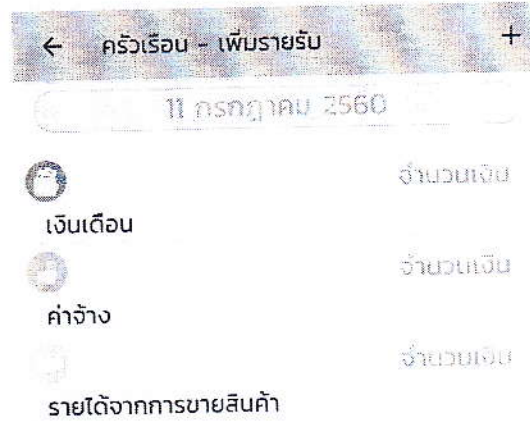 ← ครัวเรือน - เพิ่มรายรับ +
11 กรกฎาคม 2560
จำนวนเงิน
เงินเดือน
จำนวนเงิน
ค่าจ้าง
จำนวนเงิน
รายได้จากการขายสินค้า